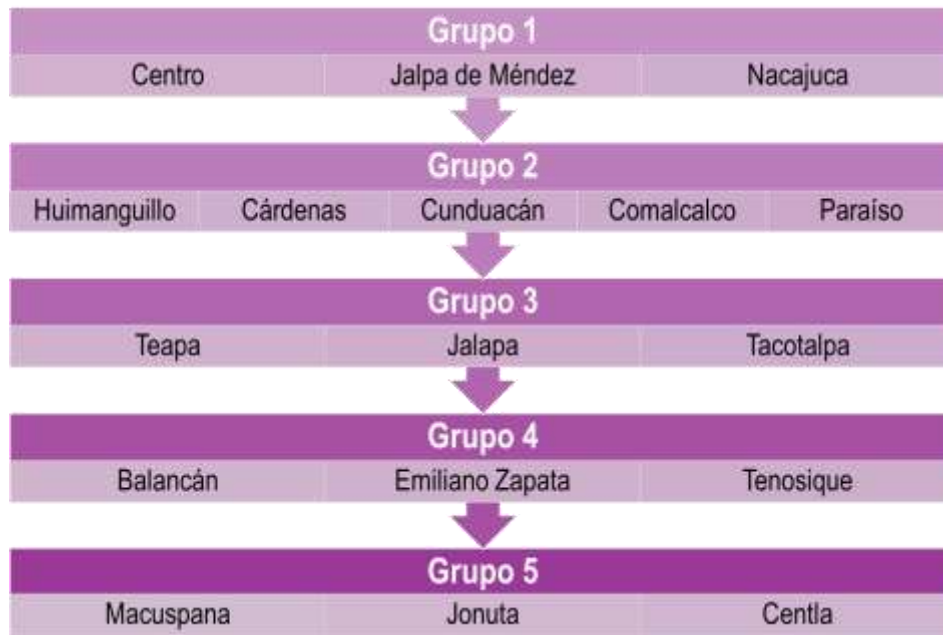 Grupo 1
Centro Jalpa de Méndez Nacajuca
Grupo 2
Huimanguillo Cárdenas Cunduacán Comalcalco Paraíso
Grupo 3
Teapa Jalapa Tacotalpa
Grupo 4
Balancán Emiliano Zapata Tenosique
Grupo 5
Macuspana Jonuta Centla